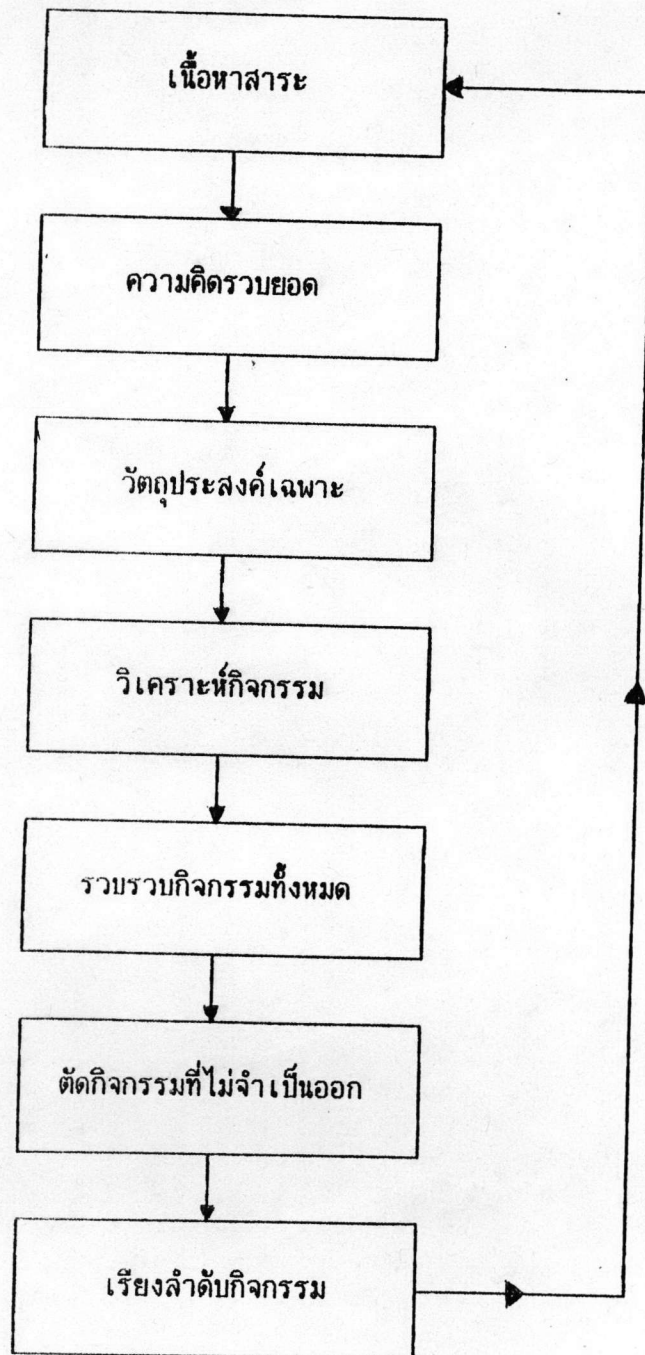 เนื้อหาสาระ
ความคิดรวบยอด
วัตถุประสงค์เฉพาะ
วิเคราะห์กิจกรรม
รวบรวบกิจกรรมทั้งหมด
ตัดกิจกรรมที่ไม่จำเป็นออก
เรียงลำดับกิจกรรม